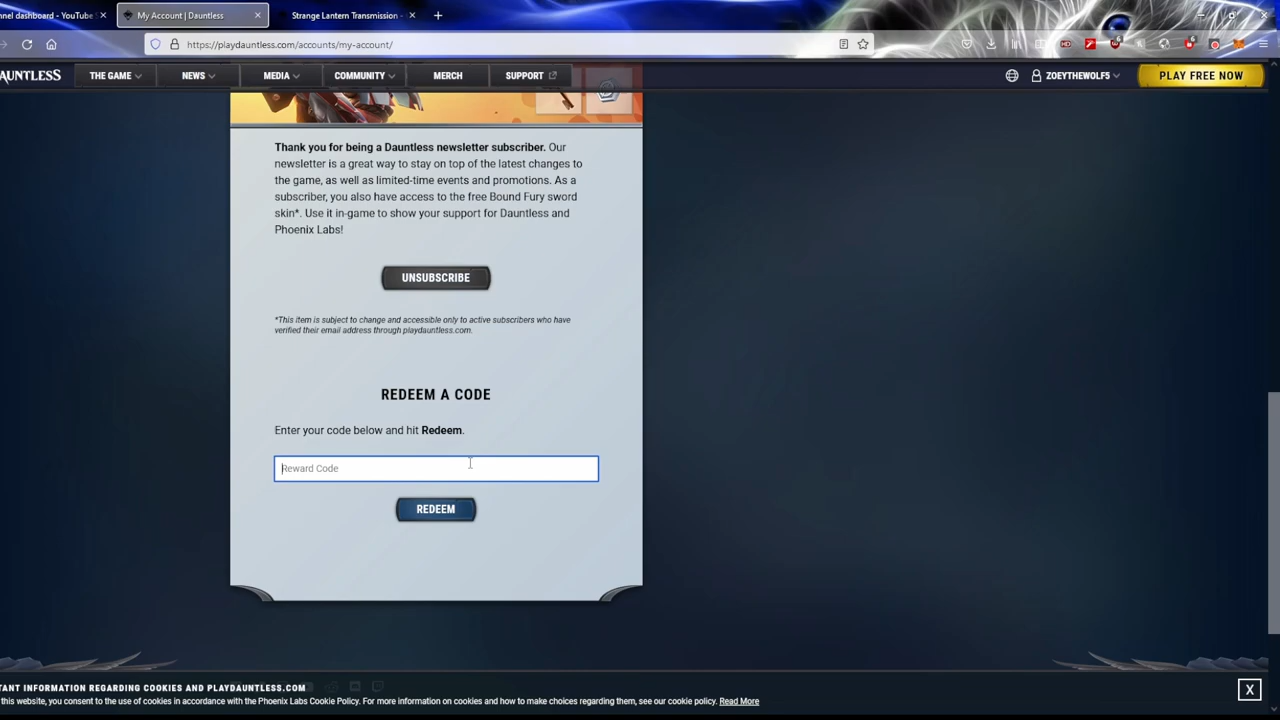 nnel dashboard - YouTube
My Account | Dauntless
Strange Lantern Transmission -
https://playdauntless.com/accounts/my-account/
HD
6
6
AUNTLESS
THE GAME
NEWS
MEDIA
COMMUNITY
MERCH
SUPPORT
ZOEYTHEWOLF5
PLAY FREE NOW
Thank you for being a Dauntless newsletter subscriber. Our
newsletter is a great way to stay on top of the latest changes to
the game, as well as limited-time events and promotions. As a
subscriber, you also have access to the free Bound Fury sword
skin*. Use it in-game to show your support for Dauntless and
Phoenix Labs!
UNSUBSCRIBE
*This item is subject to change and accessible only to active subscribers who have
verified their email address through playdauntless.com.
REDEEM A CODE
Enter your code below and hit Redeem.
Reward Code
REDEEM
TANT INFORMATION REGARDING COOKIES AND PLAYDAUNTLESS.COM
this website, you consent to the use of cookies in accordance with the Phoenix Labs Cookie Policy. For more information on cookies and how to make choices regarding them, see our cookie policy. Read More
X